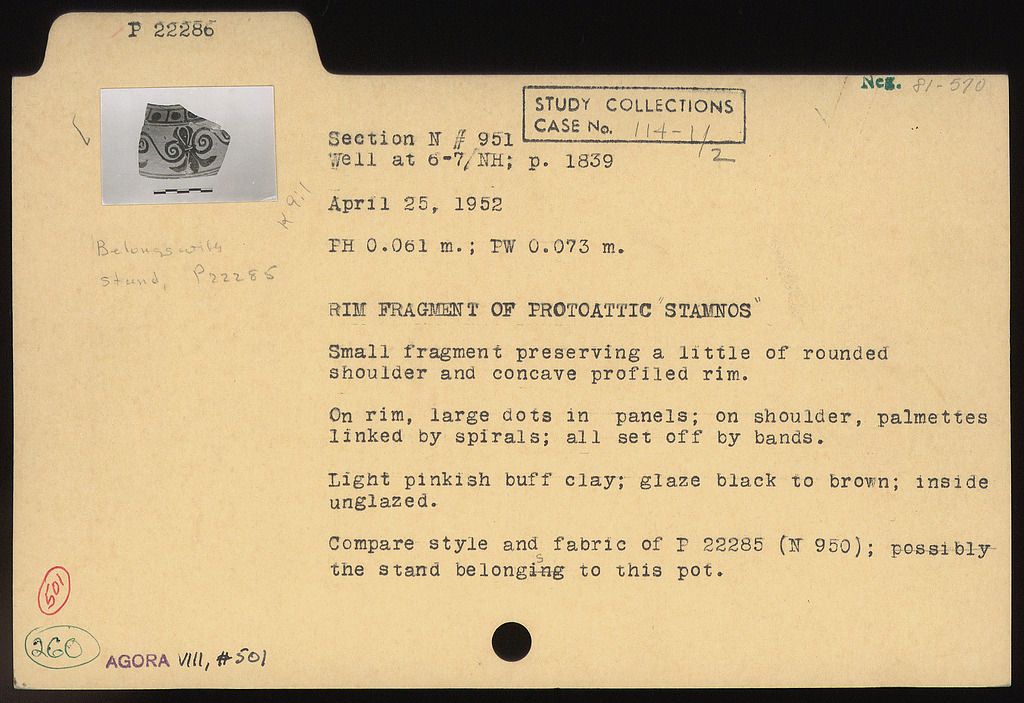 P 22286
Neg. 81-570
STUDY COLLECTIONS
CASE No. 114-1/2
Section N # 951
Well at 6-7/NH; p. 1839
K 9:1
April 25, 1952
PH 0.061 m.; PW 0.073 m.
Belongs with
stand, P22285
RIM FRAGMENT OF PROTOATTIC "STAMNOS"
Small fragment preserving a little of rounded
shoulder and concave profiled rim.
On rim, large dots in panels; on shoulder, palmettes
linked by spirals; all set off by bands.
Light pinkish buff clay; glaze black to brown; inside
unglazed.
Compare style and fabric of P 22285 (N 950); possibly
the stand belongings to this pot.
501
260
AGORA VIII, #501